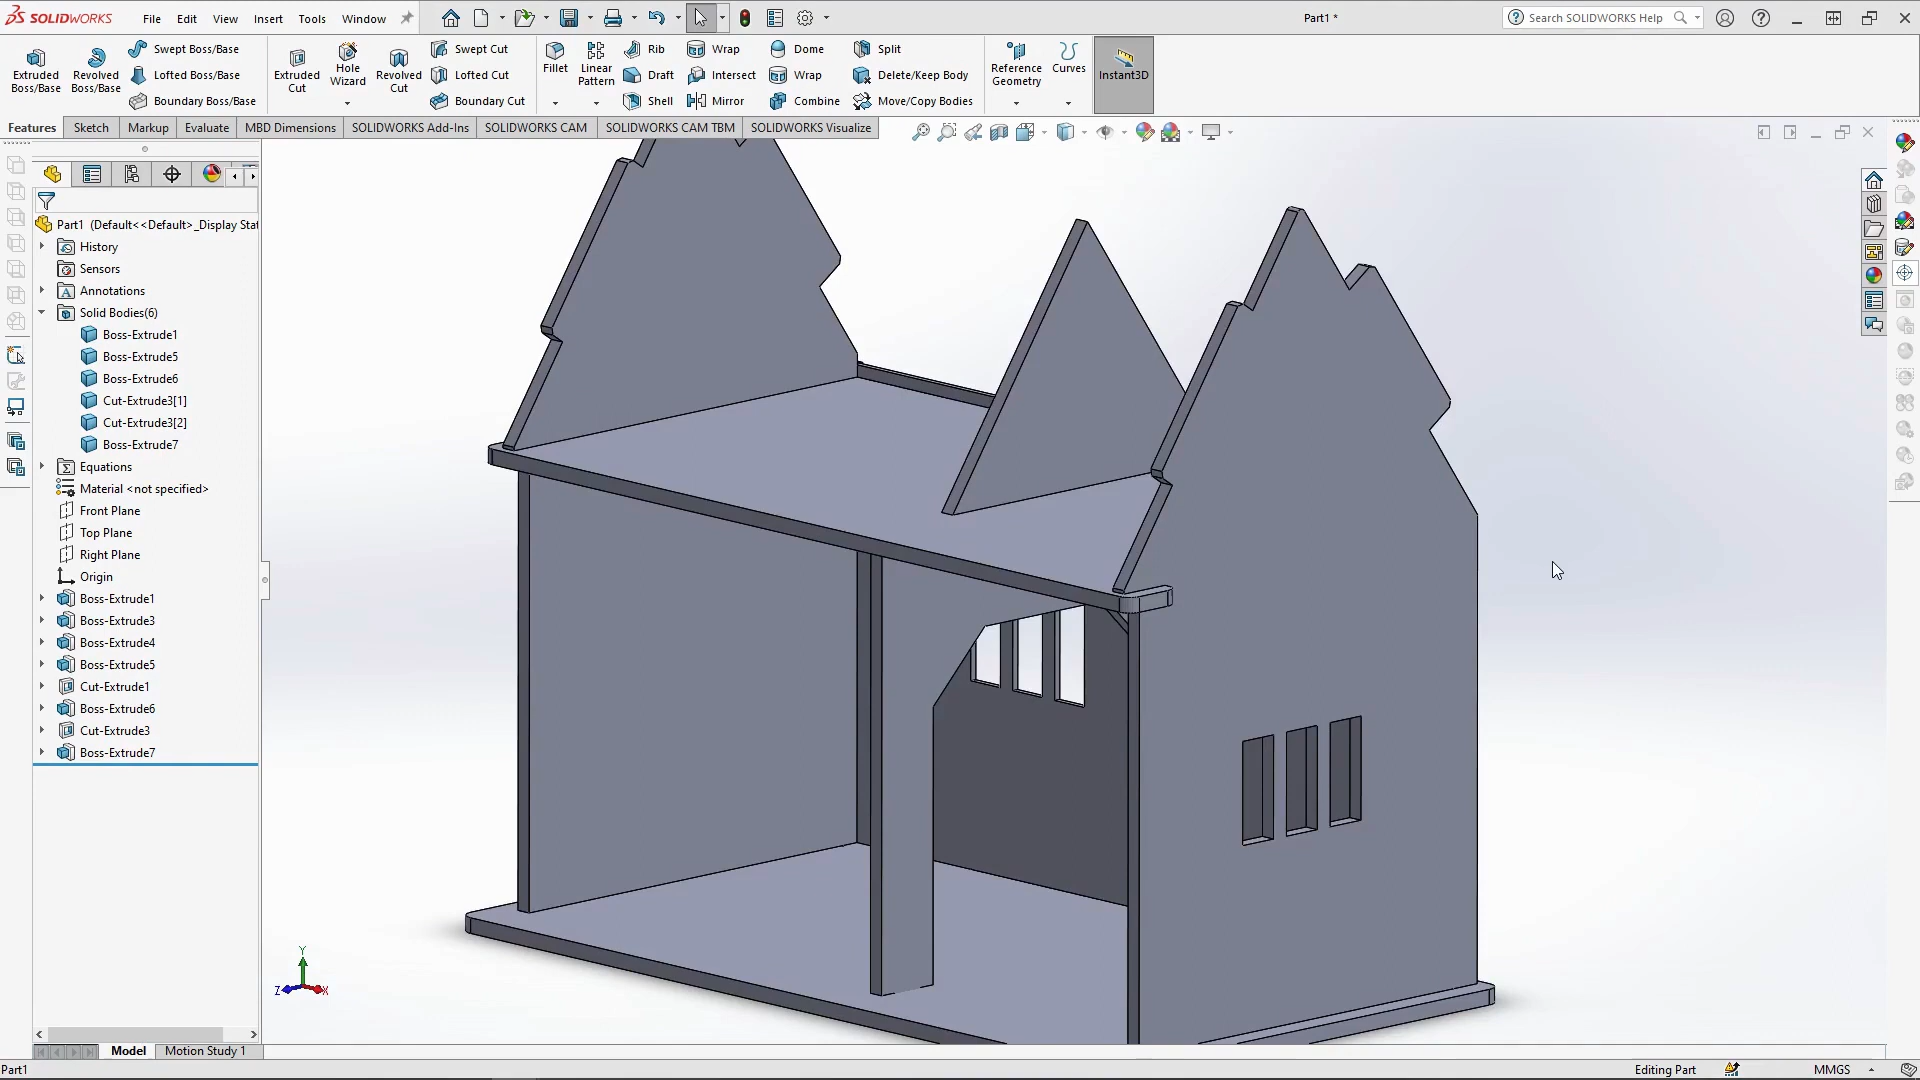 SOLIDWORKS
File Edit View Insert Tools Window
Part1 *
Search SOLIDWORKS Help
Extruded Boss/Base
Revolved Boss/Base
Swept Boss/Base
Lofted Boss/Base
Boundary Boss/Base
Extruded Cut
Hole Wizard
Revolved Cut
Swept Cut
Lofted Cut
Boundary Cut
Fillet
Linear Pattern
Rib
Draft
Shell
Wrap
Intersect
Mirror
Dome
Wrap
Combine
Split
Delete/Keep Body
Move/Copy Bodies
Reference Geometry
Curves
Instant3D
Features Sketch Markup Evaluate MBD Dimensions SOLIDWORKS Add-Ins SOLIDWORKS CAM SOLIDWORKS CAM TBM SOLIDWORKS Visualize
Part1 (Default<<Default>_Display Stat
History
Sensors
Annotations
Solid Bodies(6)
Boss-Extrude1
Boss-Extrude5
Boss-Extrude6
Cut-Extrude3[1]
Cut-Extrude3[2]
Boss-Extrude7
Equations
Material <not specified>
Front Plane
Top Plane
Right Plane
Origin
Boss-Extrude1
Boss-Extrude3
Boss-Extrude4
Boss-Extrude5
Cut-Extrude1
Boss-Extrude6
Cut-Extrude3
Boss-Extrude7
Y
Z X
Model Motion Study 1
Part1
Editing Part
MMGS